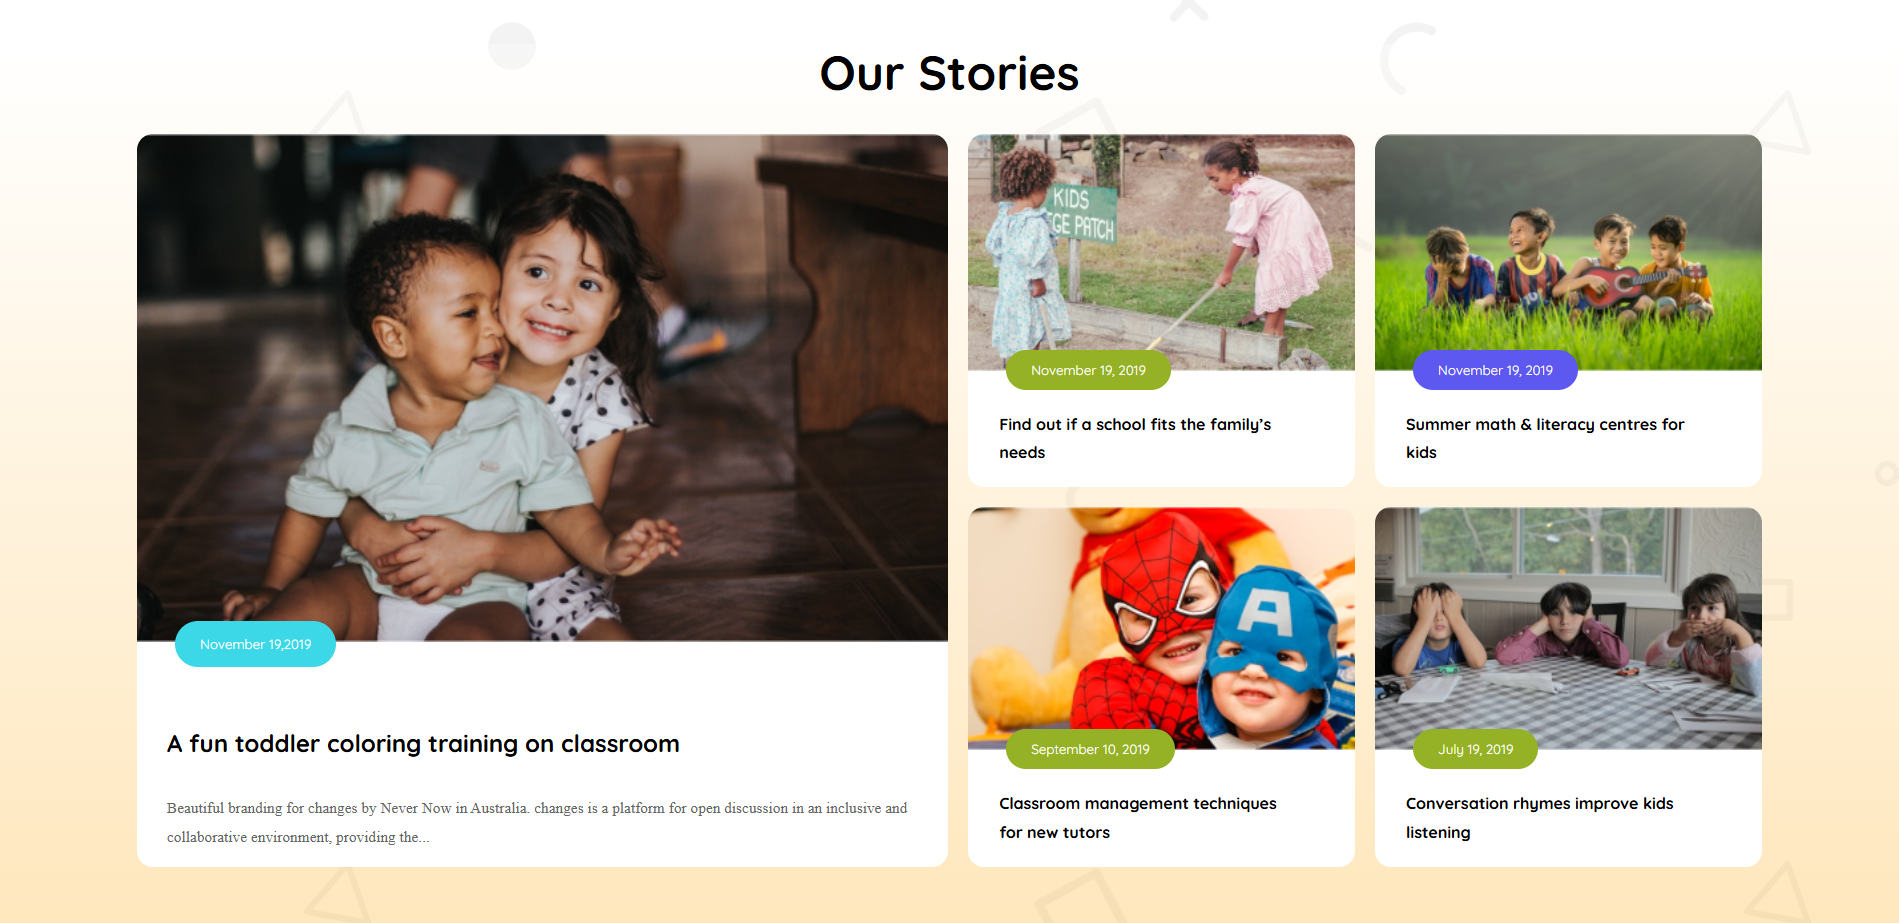 Our Stories
November 19,2019
A fun toddler coloring training on classroom
Beautiful branding for changes by Never Now in Australia. changes is a platform for open discussion in an inclusive and
collaborative environment, providing the...
KIDS
GE PATCH
November 19, 2019
Find out if a school fits the family’s
needs
November 19, 2019
Summer math & literacy centres for
kids
A
September 10, 2019
Classroom management techniques
for new tutors
July 19, 2019
Conversation rhymes improve kids
listening